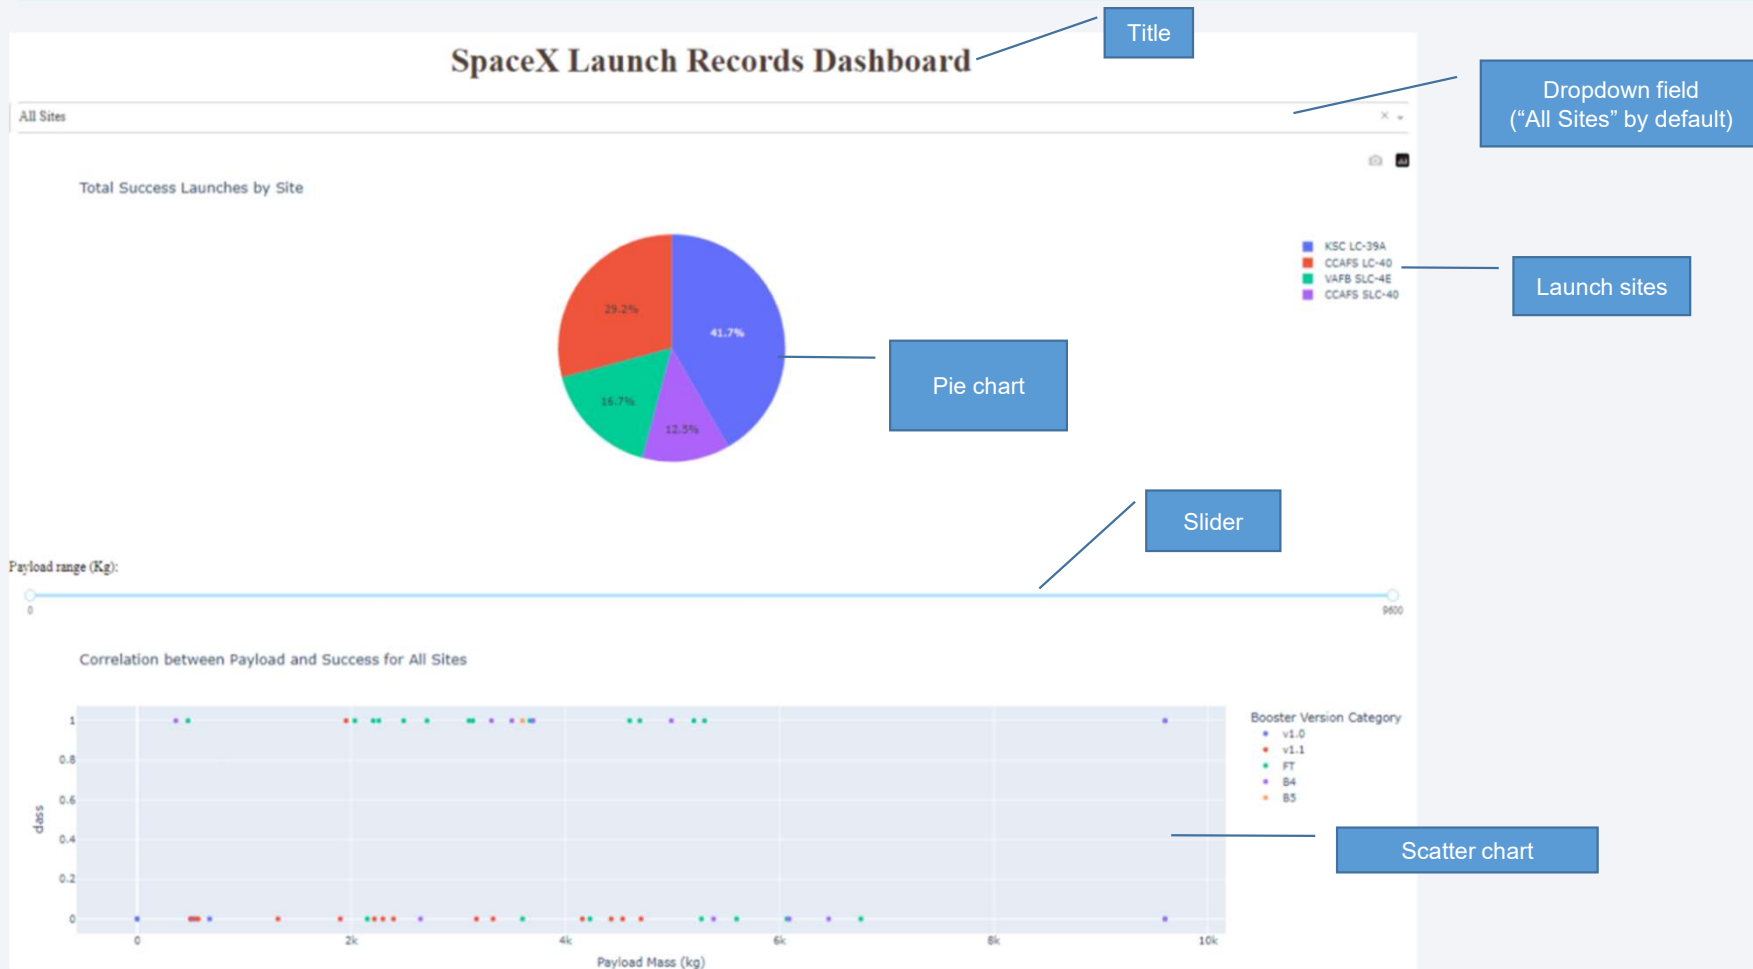 Title
SpaceX Launch Records Dashboard
Dropdown field
(“All Sites” by default)
All Sites
Total Success Launches by Site
KSC LC-39A
CCAFS LC-40
VAFB SLC-4E
CCAFS SLC-40
Launch sites
29.2%
41.7%
16.7%
12.5%
Pie chart
Slider
Payload range (Kg):
0
9600
Correlation between Payload and Success for All Sites
Booster Version Category
v1.0
v1.1
FT
B4
B5
1
0.8
0.6
0.4
0.2
0
class
Scatter chart
0
2k
4k
6k
8k
10k
Payload Mass (kg)